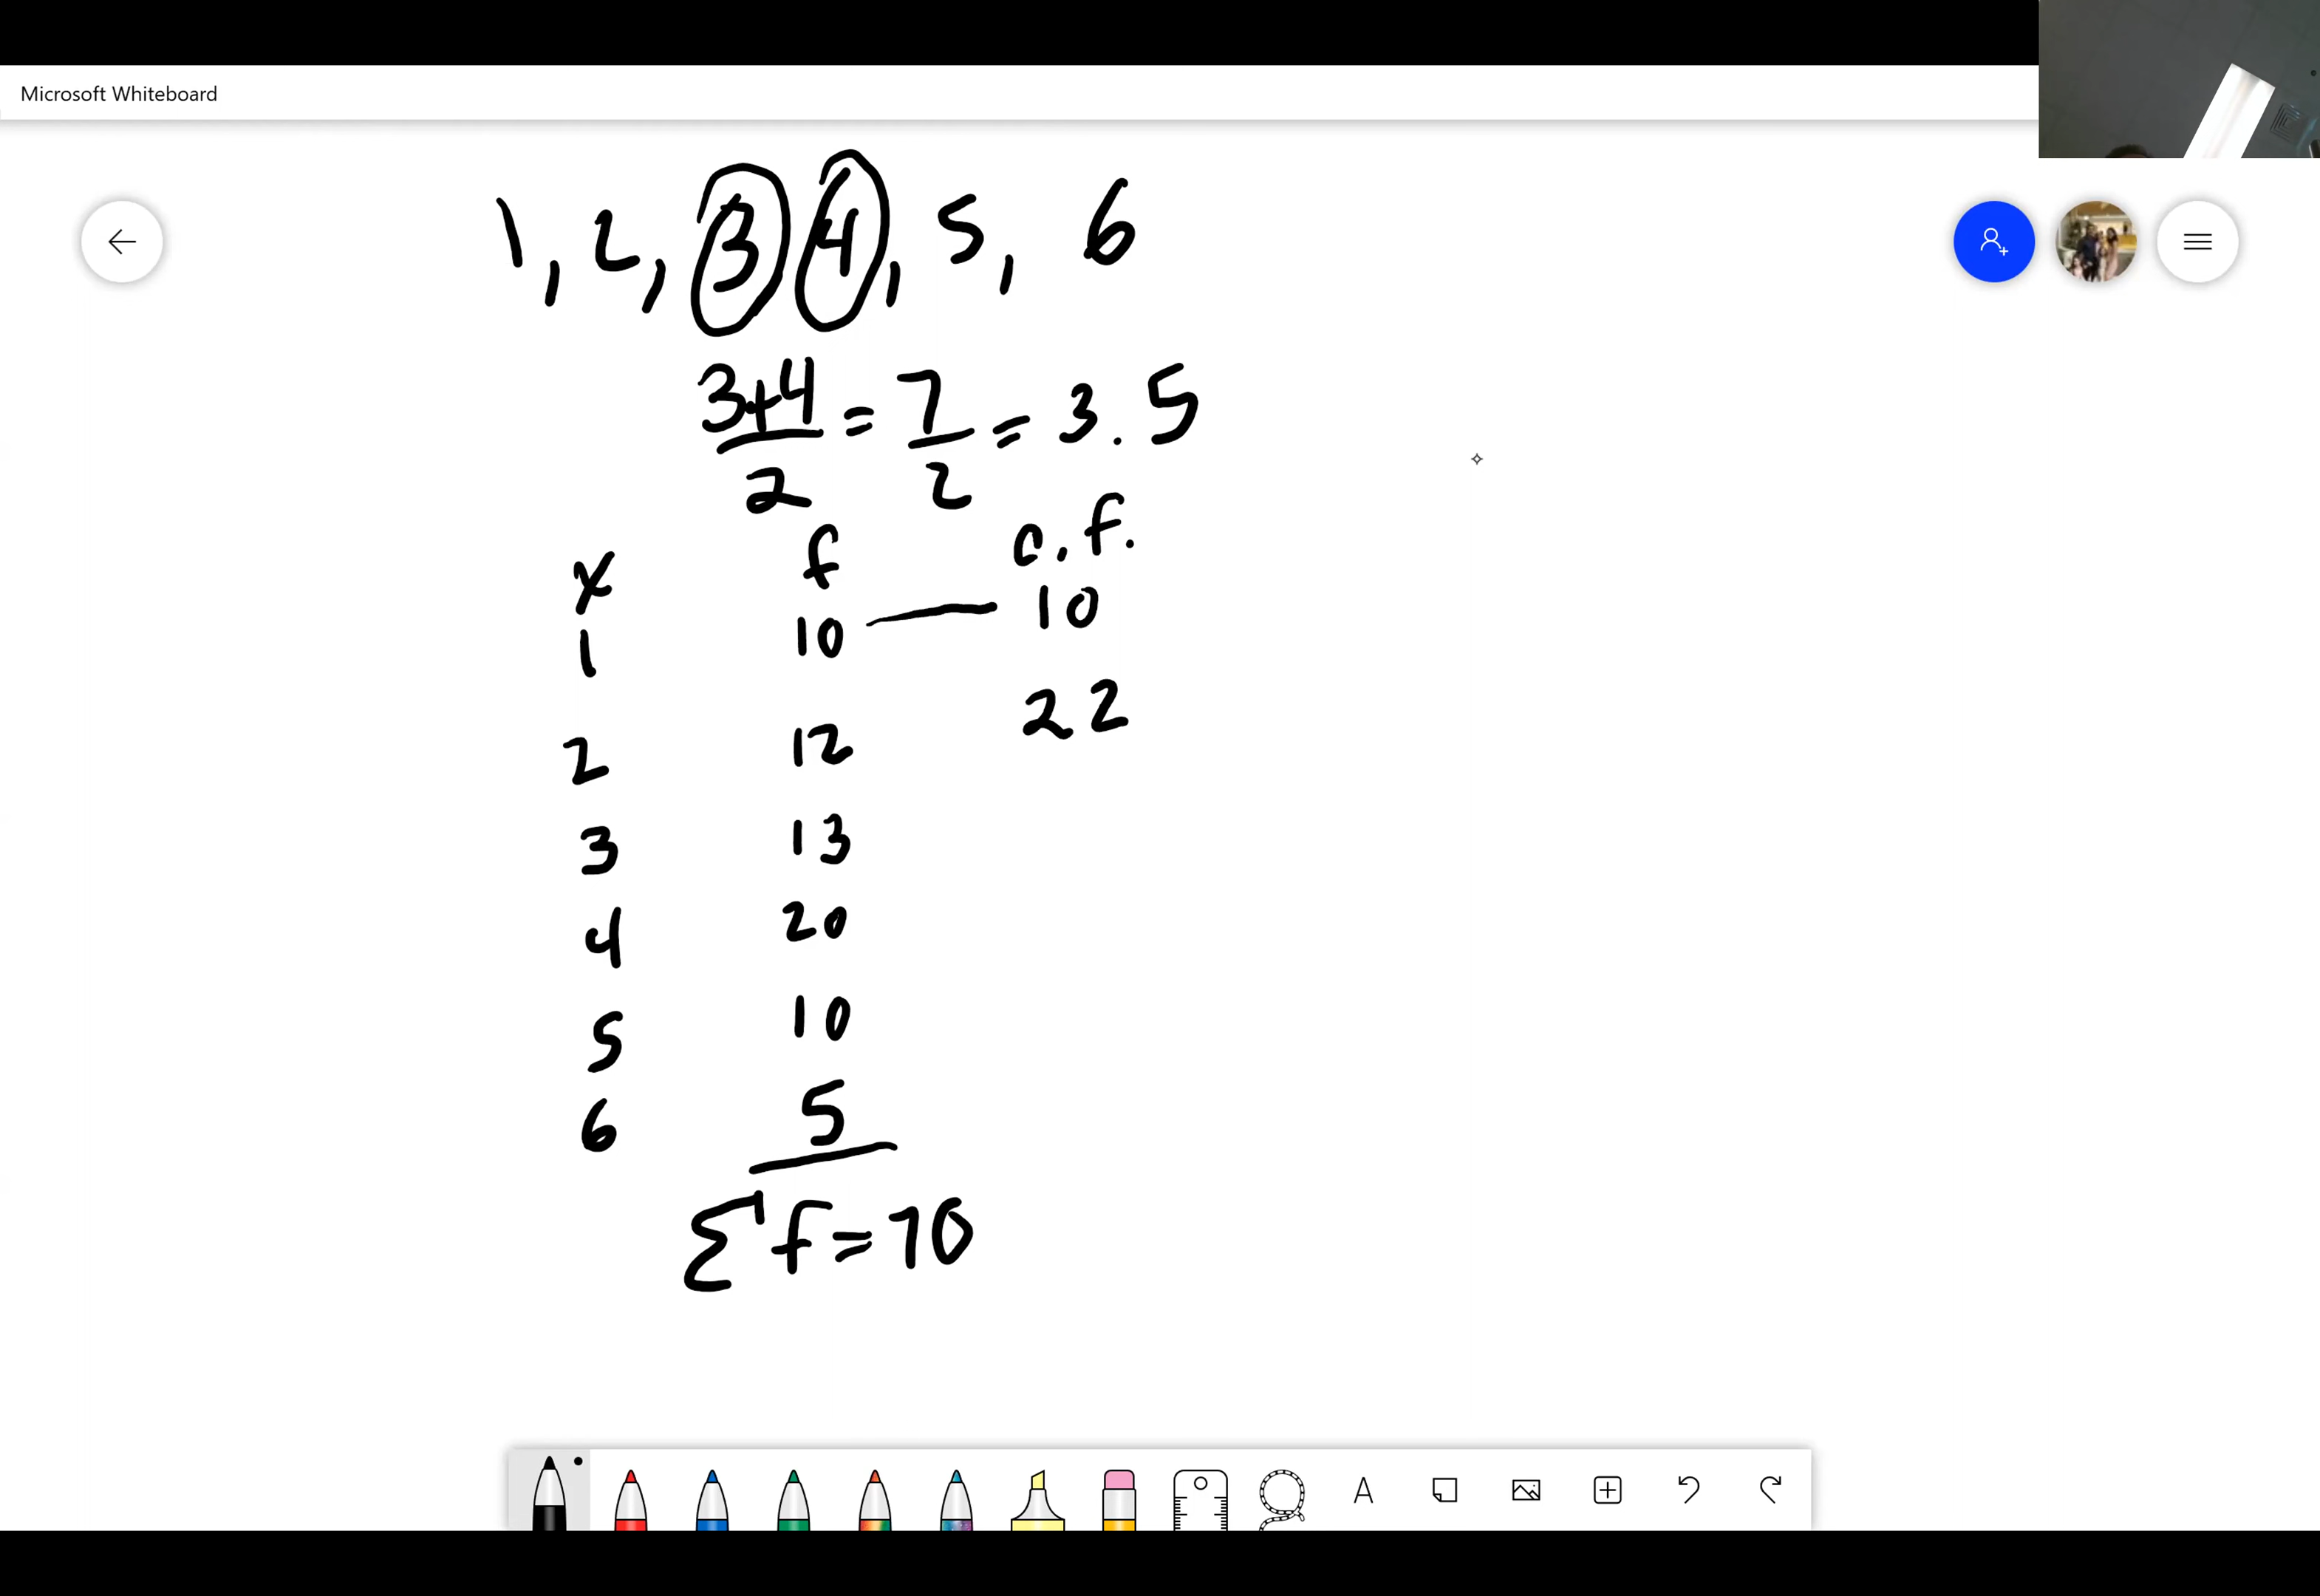 Microsoft Whiteboard
1, 2, 3 4, 5, 6
3+4/2 = 7/2 = 3.5
x f c.f.
1 10 — 10
2 12 22
3 13
4 20
5 10
6 5
Σf = 70
A